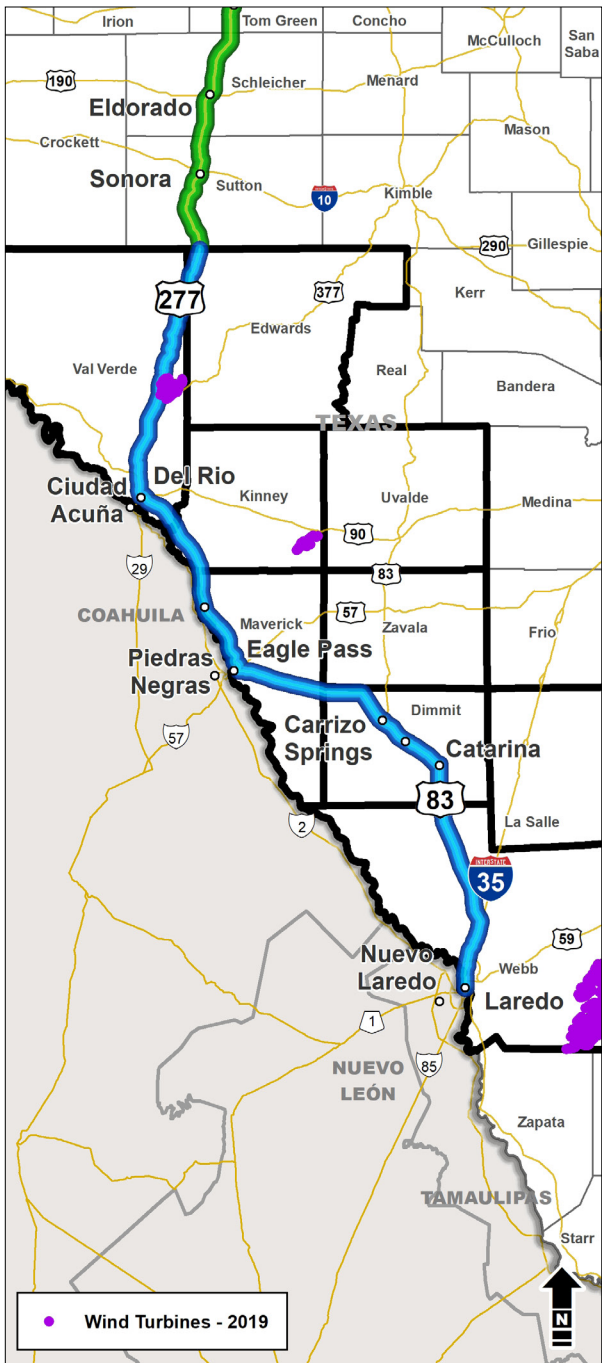 Irion
Tom Green
Concho
McCulloch
San
Saba
190
Schleicher
Menard
Eldorado
Crockett
Mason
Sonora
Sutton
INTERSTATE
10
Kimble
290
Gillespie
277
377
Kerr
Edwards
Val Verde
Real
Bandera
TEXAS
Ciudad
Acuña
Del Rio
Kinney
Uvalde
Medina
90
29
83
COAHUILA
57
Maverick
Zavala
Frio
Piedras
Negras
Eagle Pass
57
Carrizo
Springs
Dimmit
Catarina
83
2
La Salle
INTERSTATE
35
59
Nuevo
Laredo
Webb
Laredo
1
NUEVO
LEÓN
85
Zapata
TAMAULIPAS
Starr
N
Wind Turbines - 2019